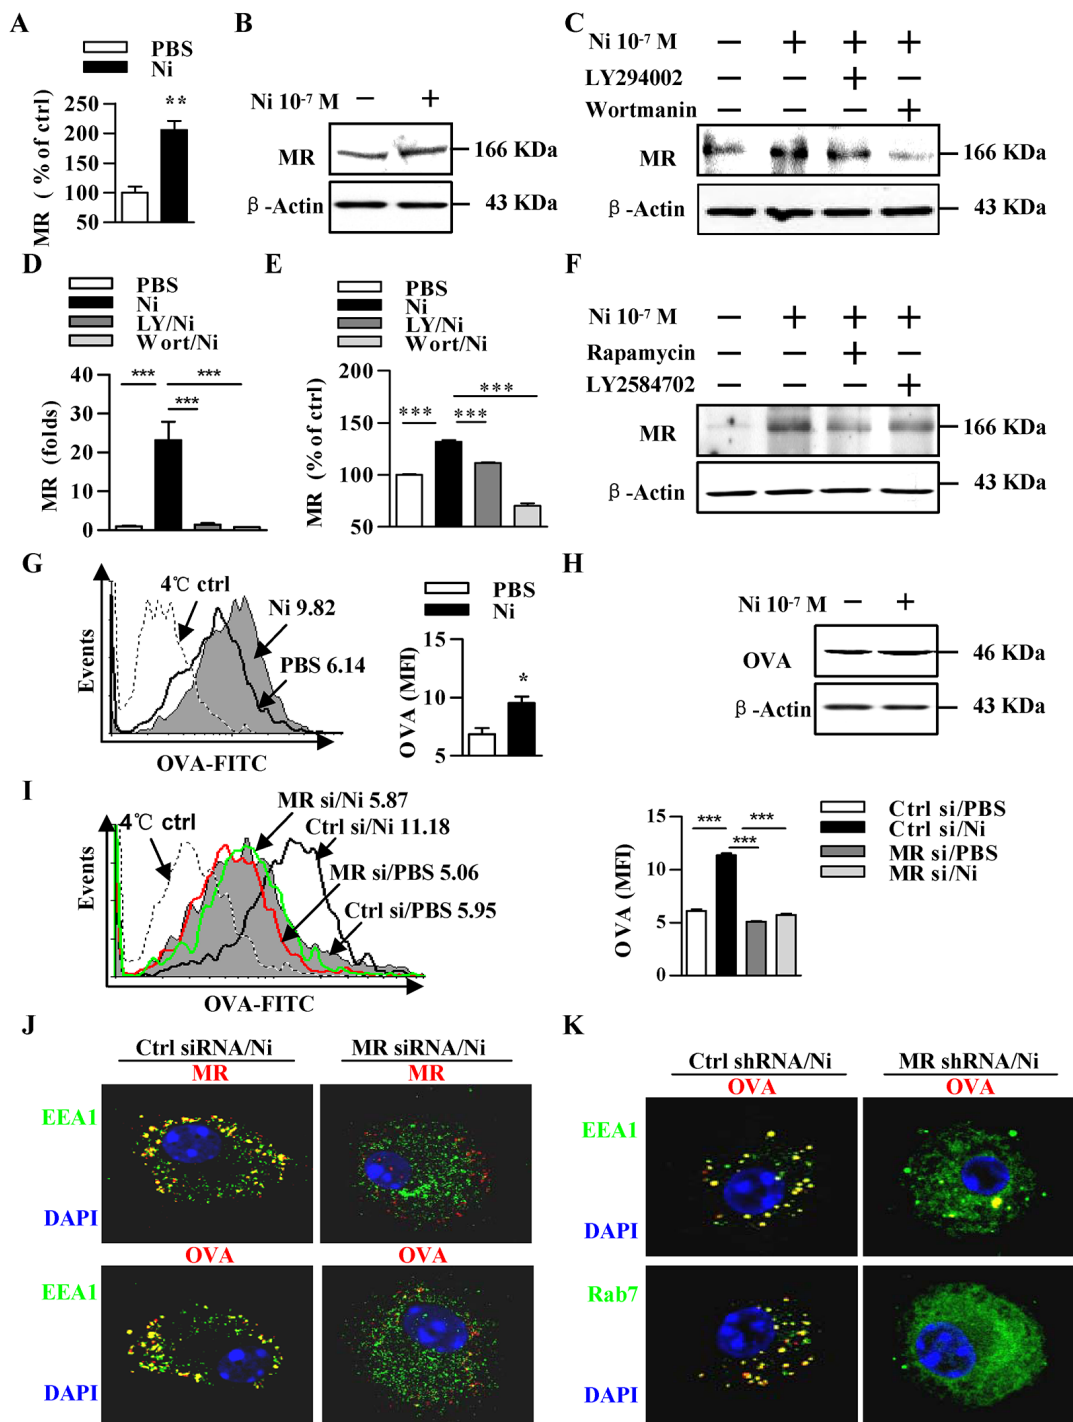 A
PBS
Ni
MR ( % of ctrl)
250
200
150
100
50
**
B
Ni 10-7 M
— +
MR
166 KDa
β-Actin
43 KDa
C
Ni 10-7 M
— + + +
LY294002
— — + —
Wortmanin
— — — +
MR
166 KDa
β-Actin
43 KDa
D
PBS
Ni
LY/Ni
Wort/Ni
MR (folds)
40
30
20
10
0
*** ***
***
E
PBS
Ni
LY/Ni
Wort/Ni
MR (% of ctrl)
200
150
100
50
***
*** ***
F
Ni 10-7 M
— + + +
Rapamycin
— — + —
LY2584702
— — — +
MR
166 KDa
β-Actin
43 KDa
G
Events
4℃ ctrl
Ni 9.82
PBS 6.14
OVA-FITC
PBS
Ni
OVA (MFI)
15
10
5
*
H
Ni 10-7 M
— +
OVA
46 KDa
β-Actin
43 KDa
I
Events
4℃ ctrl
MR si/Ni 5.87
Ctrl si/Ni 11.18
MR si/PBS 5.06
Ctrl si/PBS 5.95
OVA-FITC
OVA (MFI)
15
10
5
0
*** ***
***
Ctrl si/PBS
Ctrl si/Ni
MR si/PBS
MR si/Ni
J
Ctrl siRNA/Ni MR siRNA/Ni
MR MR
EEA1
DAPI
OVA OVA
EEA1
DAPI
K
Ctrl shRNA/Ni MR shRNA/Ni
OVA OVA
EEA1
DAPI
Rab7
DAPI